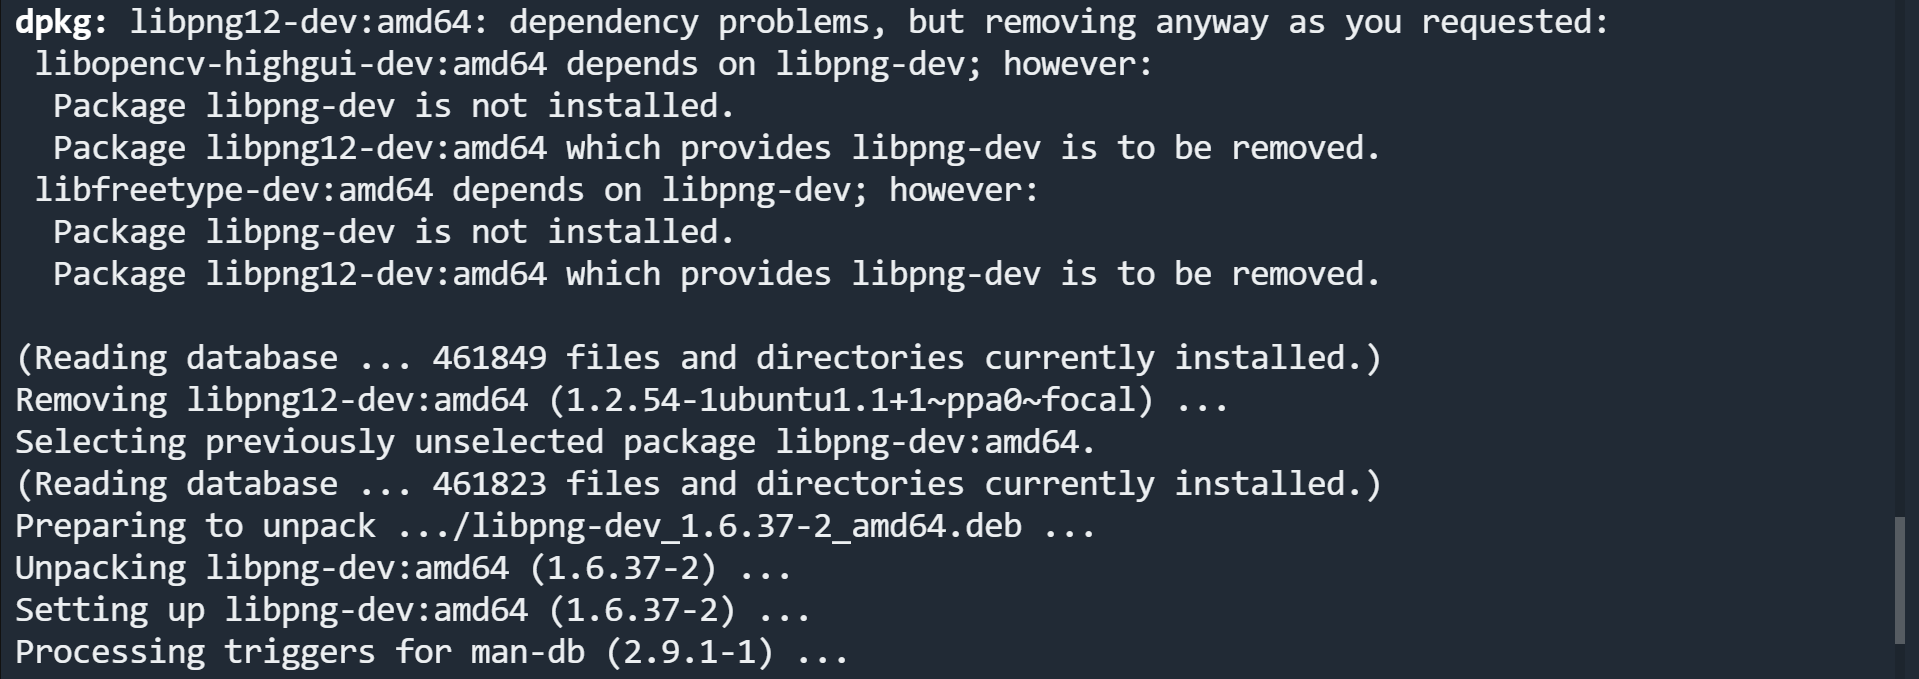 dpkg: libpng12-dev:amd64: dependency problems, but removing anyway as you requested:
 libopencv-highgui-dev:amd64 depends on libpng-dev; however:
  Package libpng-dev is not installed.
  Package libpng12-dev:amd64 which provides libpng-dev is to be removed.
 libfreetype-dev:amd64 depends on libpng-dev; however:
  Package libpng-dev is not installed.
  Package libpng12-dev:amd64 which provides libpng-dev is to be removed.

(Reading database ... 461849 files and directories currently installed.)
Removing libpng12-dev:amd64 (1.2.54-1ubuntu1.1+1~ppa0~focal) ...
Selecting previously unselected package libpng-dev:amd64.
(Reading database ... 461823 files and directories currently installed.)
Preparing to unpack .../libpng-dev_1.6.37-2_amd64.deb ...
Unpacking libpng-dev:amd64 (1.6.37-2) ...
Setting up libpng-dev:amd64 (1.6.37-2) ...
Processing triggers for man-db (2.9.1-1) ...